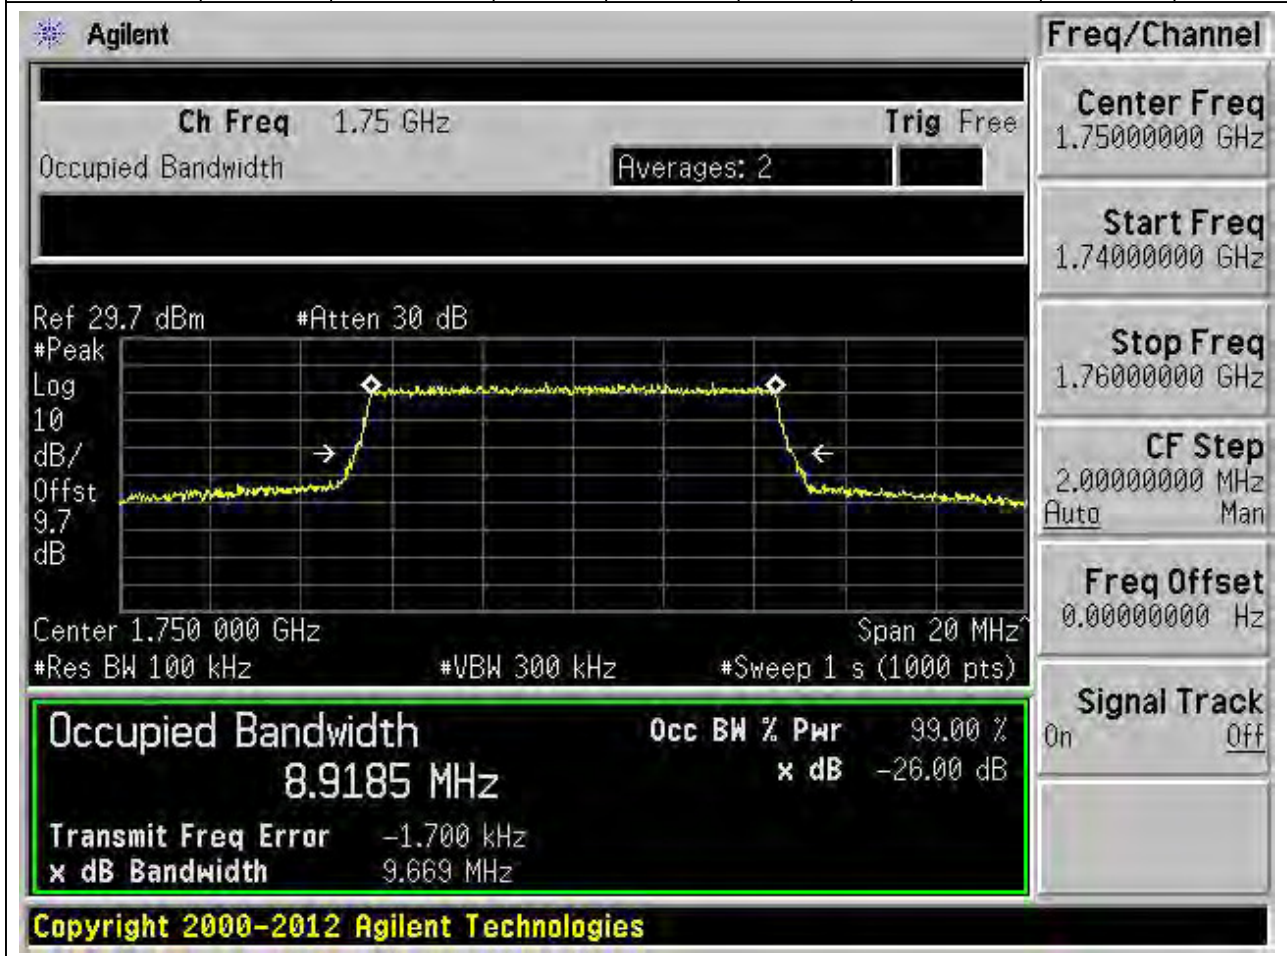 Agilent
Freq/Channel
Ch Freq 1.75 GHz Trig Free
Occupied Bandwidth Averages: 2
Center Freq
1.75000000 GHz
Start Freq
1.74000000 GHz
Stop Freq
1.76000000 GHz
CF Step
2.00000000 MHz
Auto Man
Freq Offset
0.00000000 Hz
Signal Track
On Off
Ref 29.7 dBm #Atten 30 dB
#Peak
Log
10
dB/
Offst
9.7
dB
Center 1.750 000 GHz Span 20 MHz^
#Res BW 100 kHz #VBW 300 kHz #Sweep 1 s (1000 pts)
Occupied Bandwidth Occ BW % Pwr 99.00 %
8.9185 MHz x dB -26.00 dB
Transmit Freq Error -1.700 kHz
x dB Bandwidth 9.669 MHz
Copyright 2000-2012 Agilent Technologies